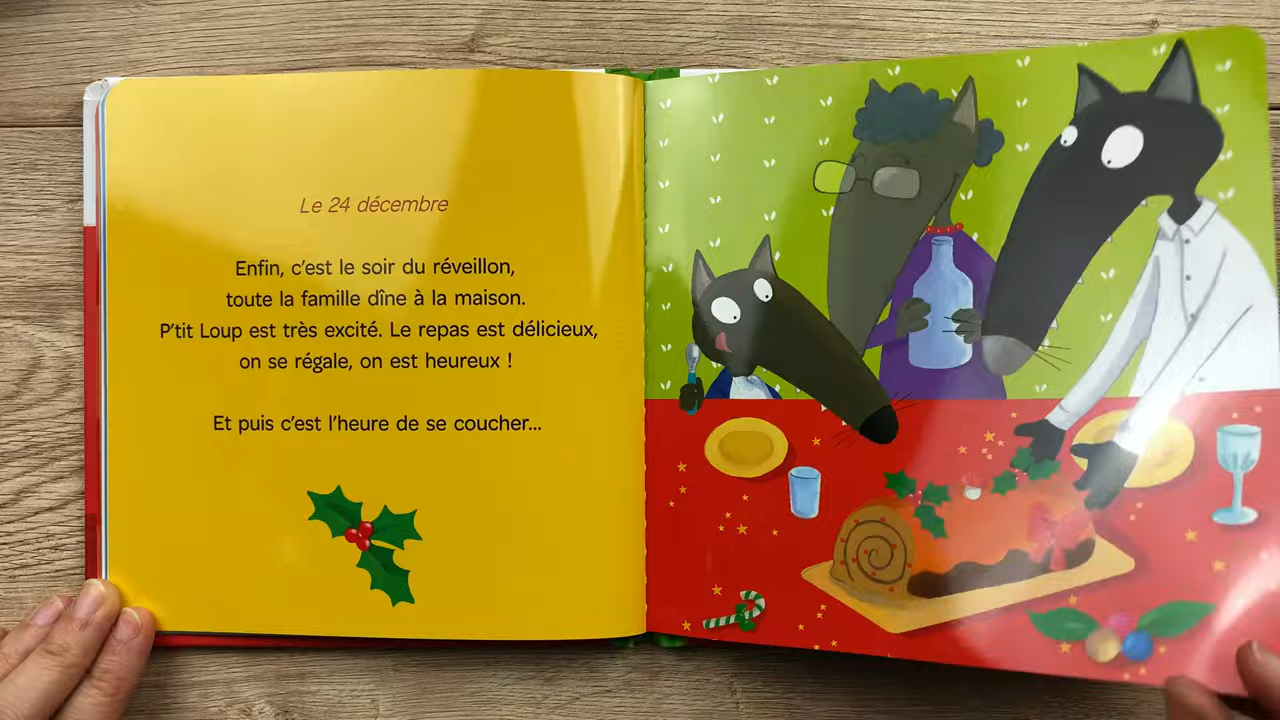 Le 24 décembre
Enfin, c'est le soir du réveillon,
toute la famille dîne à la maison.
P'tit Loup est très excité. Le repas est délicieux,
on se régale, on est heureux !
Et puis c'est l'heure de se coucher...